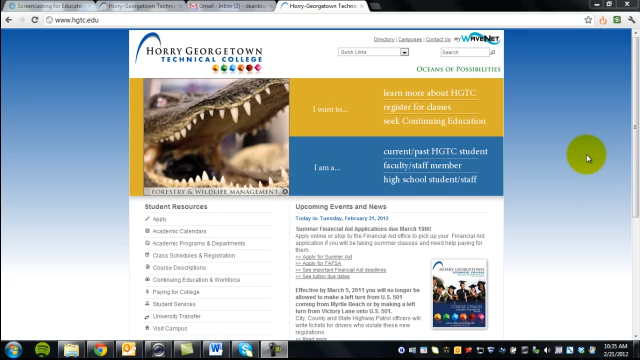 Screencasting for Educatio
Horry-Georgetown Technic
Gmail - Inbox (2) - deanbri
Horry-Georgetown Technic
www.hgtc.edu
Directory | Campuses | Contact Us
my WaveNet
HORRY GEORGETOWN
TECHNICAL COLLEGE
Quick Links
Search
OCEANS OF POSSIBILITIES
I want to...
learn more about HGTC
register for classes
seek Continuing Education
I am a...
current/past HGTC student
faculty/staff member
high school student/staff
FORESTRY & WILDLIFE MANAGEMENT
Student Resources
Apply
Academic Calendars
Academic Programs & Departments
Class Schedules & Registration
Course Descriptions
Continuing Education & Workforce
Paying for College
Student Services
University Transfer
Visit Campus
Upcoming Events and News
Today is: Tuesday, February 21, 2012
Summer Financial Aid Applications due March 19th!
Apply online or stop by the Financial Aid office to pick up your Financial Aid
application if you will be taking summer classes and need help paying for
them.
>> Apply for Summer Aid
>> Apply for FAFSA
>> See important Financial Aid deadlines
>> See tuition due dates
Effective by March 5, 2011 you will no longer be
allowed to make a left turn from U.S. 501
coming from Myrtle Beach or by making a
left turn from Victory Lane onto U.S. 501.
City, County and State Highway Patrol officers will
write tickets for drivers who violate these new
regulations.
>> Read more
HORRY GEORGETOWN
10:35 AM
2/21/2012